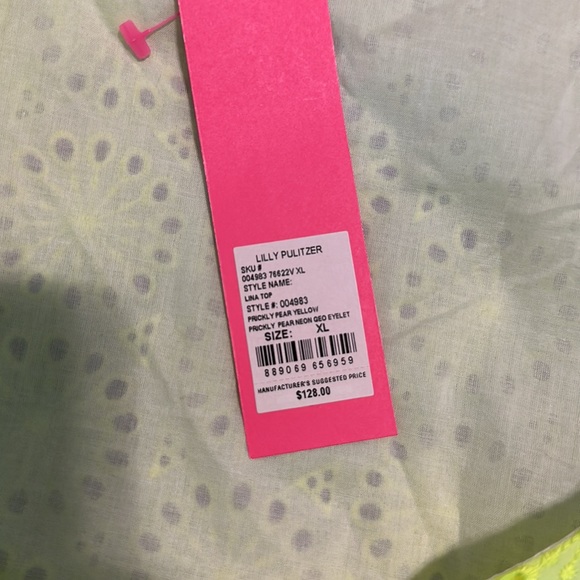 LILLY PULITZER
SKU #
004983 76622V XL
STYLE NAME:
LINA TOP
STYLE #: 004983
PRICKLY PEAR YELLOW
PRICKLY PEAR NEON GEO EYELET
SIZE: XL
889069 656959
MANUFACTURER'S SUGGESTED PRICE
$128.00